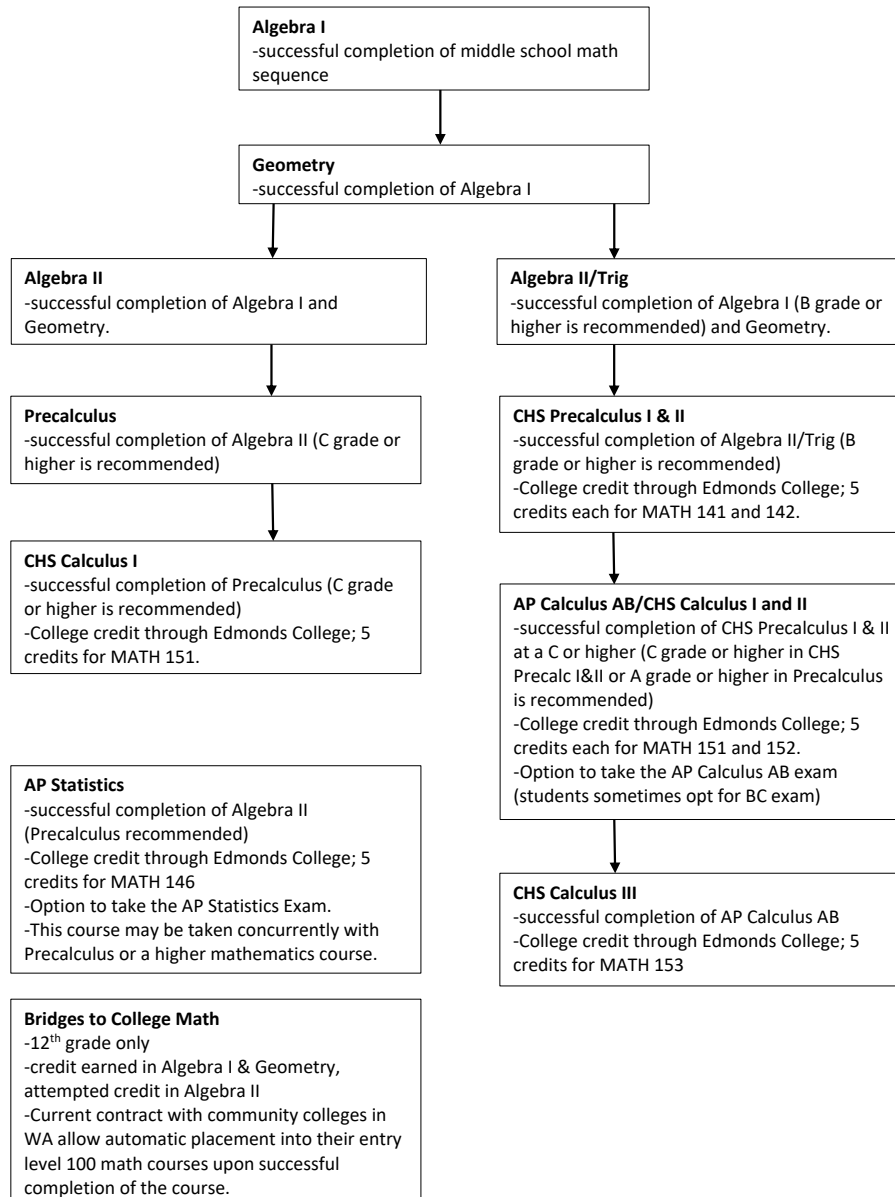 Algebra I
-successful completion of middle school math
sequence
Geometry
-successful completion of Algebra I
Algebra II
-successful completion of Algebra I and
Geometry.
Algebra II/Trig
-successful completion of Algebra I (B grade or
higher is recommended) and Geometry.
Precalculus
-successful completion of Algebra II (C grade or
higher is recommended)
CHS Precalculus I & II
-successful completion of Algebra II/Trig (B
grade or higher is recommended)
-College credit through Edmonds College; 5
credits each for MATH 141 and 142.
CHS Calculus I
-successful completion of Precalculus (C grade
or higher is recommended)
-College credit through Edmonds College; 5
credits for MATH 151.
AP Calculus AB/CHS Calculus I and II
-successful completion of CHS Precalculus I & II
at a C or higher (C grade or higher in CHS
Precalc I&II or A grade or higher in Precalculus
is recommended)
-College credit through Edmonds College; 5
credits each for MATH 151 and 152.
-Option to take the AP Calculus AB exam
(students sometimes opt for BC exam)
AP Statistics
-successful completion of Algebra II
(Precalculus recommended)
-College credit through Edmonds College; 5
credits for MATH 146
-Option to take the AP Statistics Exam.
-This course may be taken concurrently with
Precalculus or a higher mathematics course.
CHS Calculus III
-successful completion of AP Calculus AB
-College credit through Edmonds College; 5
credits for MATH 153
Bridges to College Math
-12th grade only
-credit earned in Algebra I & Geometry,
attempted credit in Algebra II
-Current contract with community colleges in
WA allow automatic placement into their entry
level 100 math courses upon successful
completion of the course.